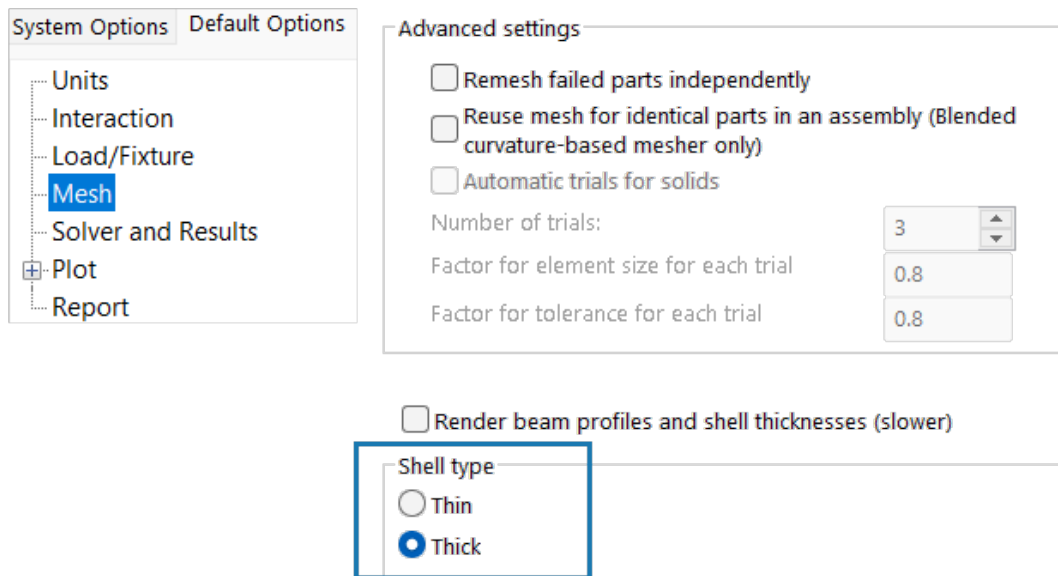 System Options
Default Options
Units
Interaction
Load/Fixture
Mesh
Solver and Results
Plot
Report
Advanced settings
Remesh failed parts independently
Reuse mesh for identical parts in an assembly (Blended
curvature-based mesher only)
Automatic trials for solids
Number of trials:
3
Factor for element size for each trial
0.8
Factor for tolerance for each trial
0.8
Render beam profiles and shell thicknesses (slower)
Shell type
Thin
Thick